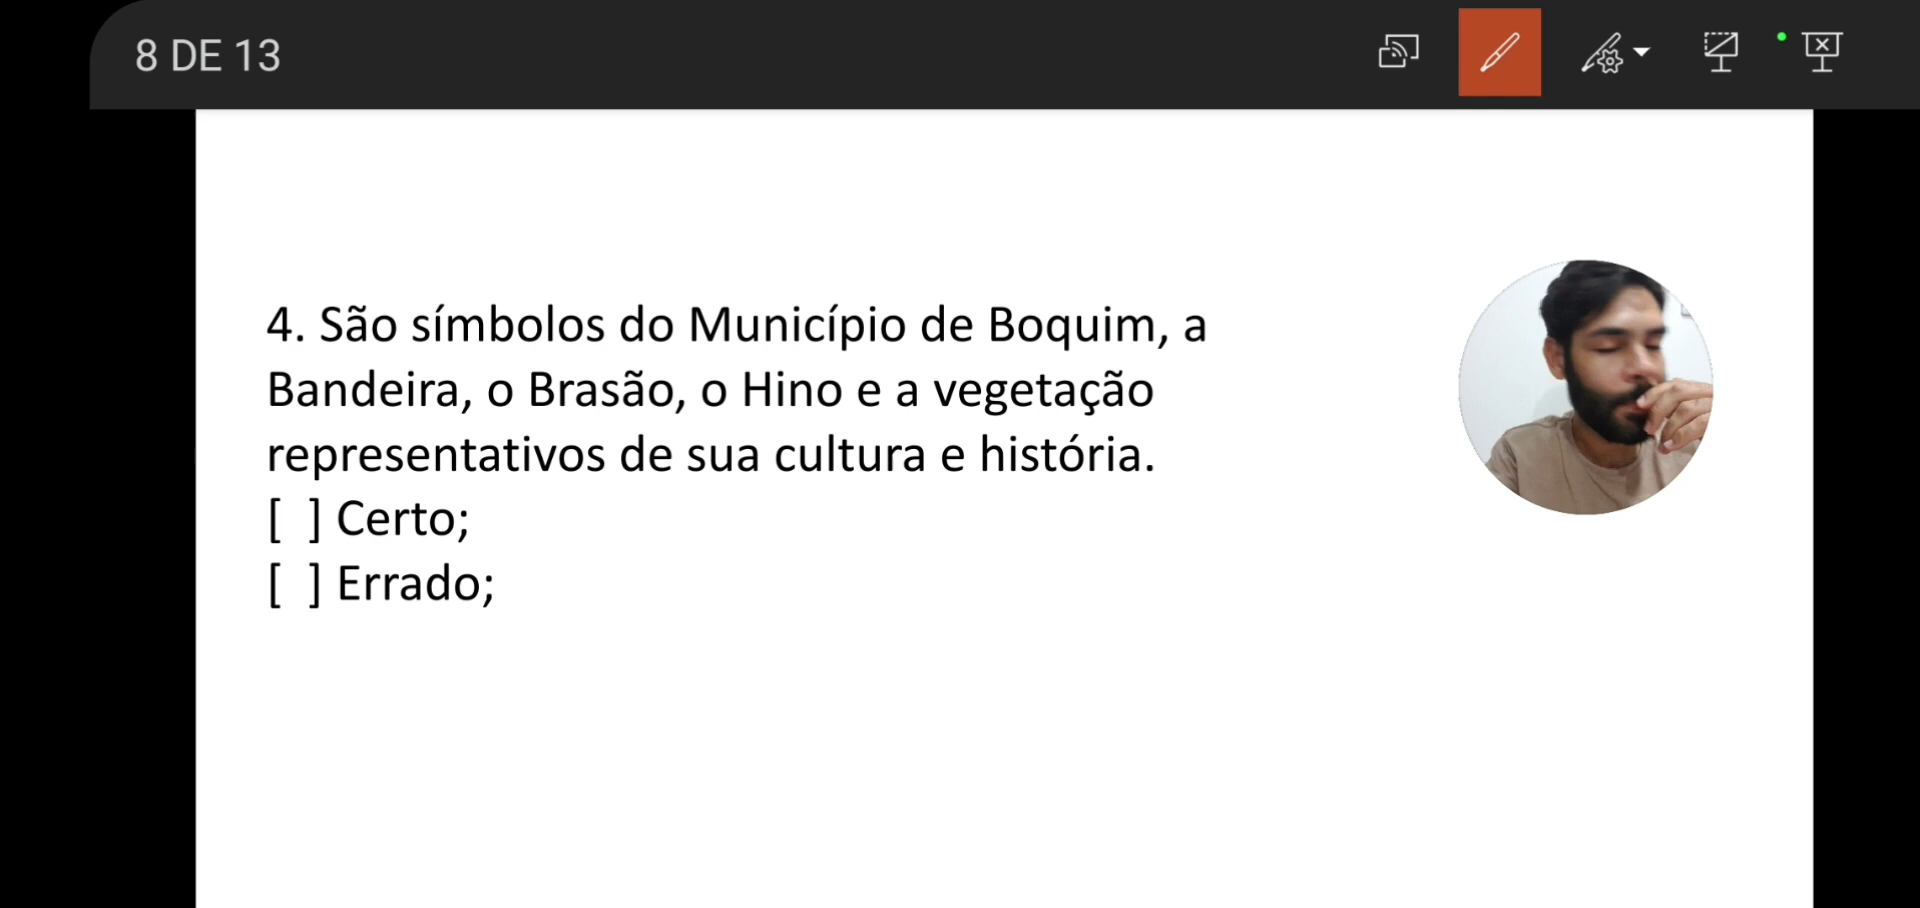 8 DE 13
4. São símbolos do Município de Boquim, a
Bandeira, o Brasão, o Hino e a vegetação
representativos de sua cultura e história.
[ ] Certo;
[ ] Errado;